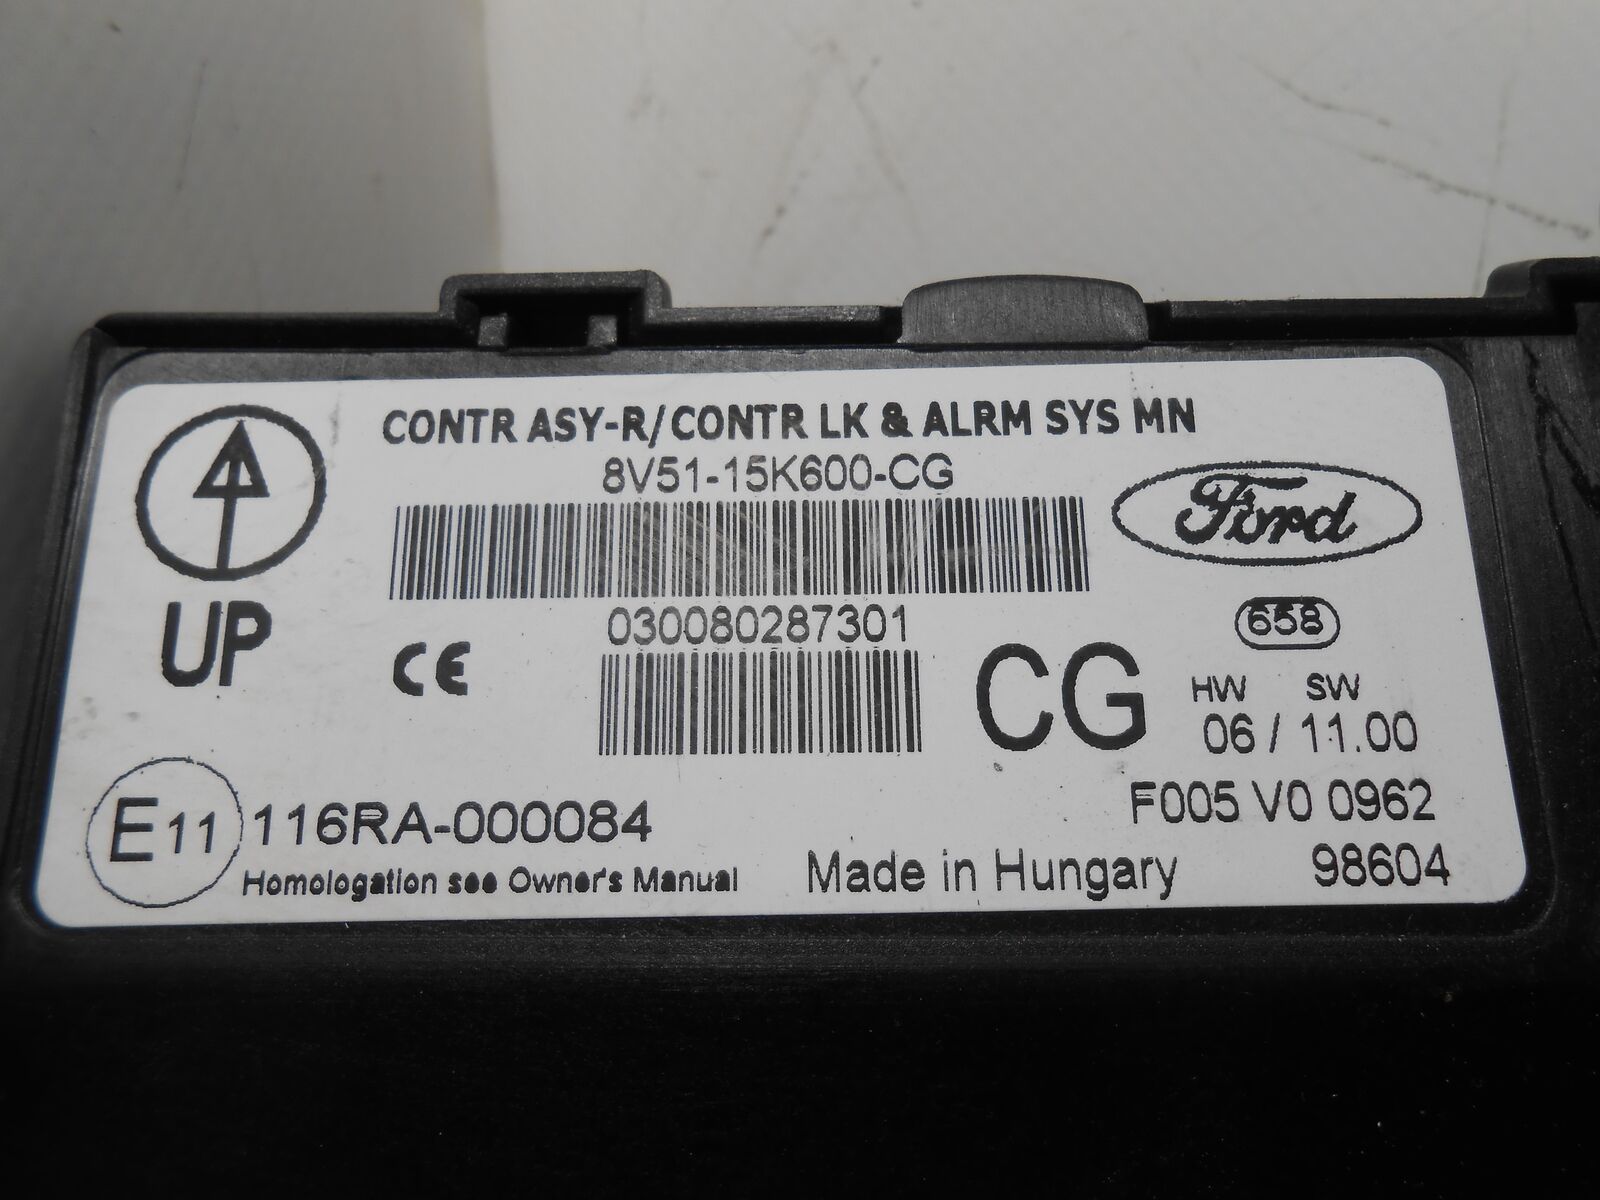 CONTR ASY-R/CONTR LK & ALRM SYS MN
8V51-15K600-CG
Ford
030080287301
UP
CE
CG
658
HW SW
06 / 11.00
E11 116RA-000084
F005 V0 0962
Homologation see Owner's Manual
Made in Hungary
98604